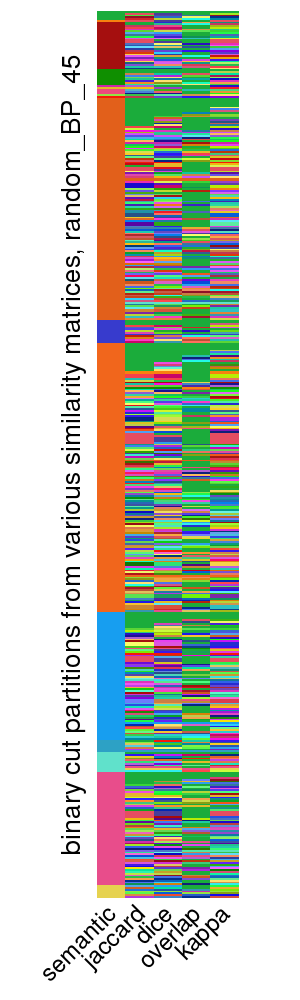 binary cut partitions from various similarity matrices, random_BP_45
semantic
jaccard
dice
overlap
kappa